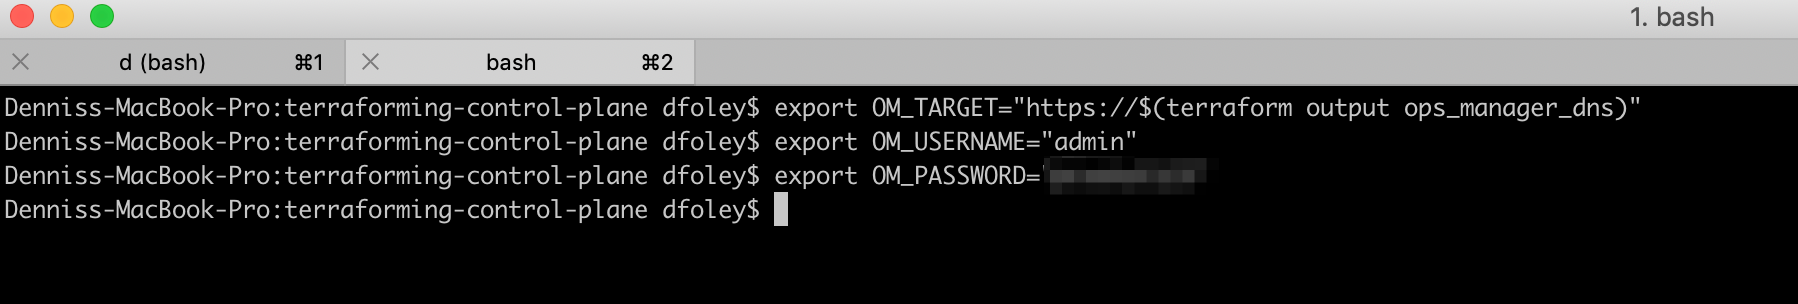 1. bash
d (bash) ⌘1 bash ⌘2
Denniss-MacBook-Pro:terraforming-control-plane dfoley$ export OM_TARGET="https://$(terraform output ops_manager_dns)"
Denniss-MacBook-Pro:terraforming-control-plane dfoley$ export OM_USERNAME="admin"
Denniss-MacBook-Pro:terraforming-control-plane dfoley$ export OM_PASSWORD=
Denniss-MacBook-Pro:terraforming-control-plane dfoley$